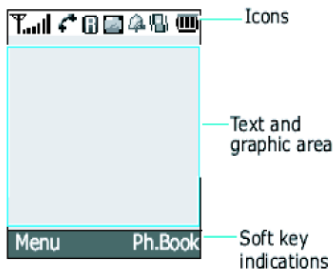 Icons
Text and
graphic area
Menu Ph.Book
Soft key
indications